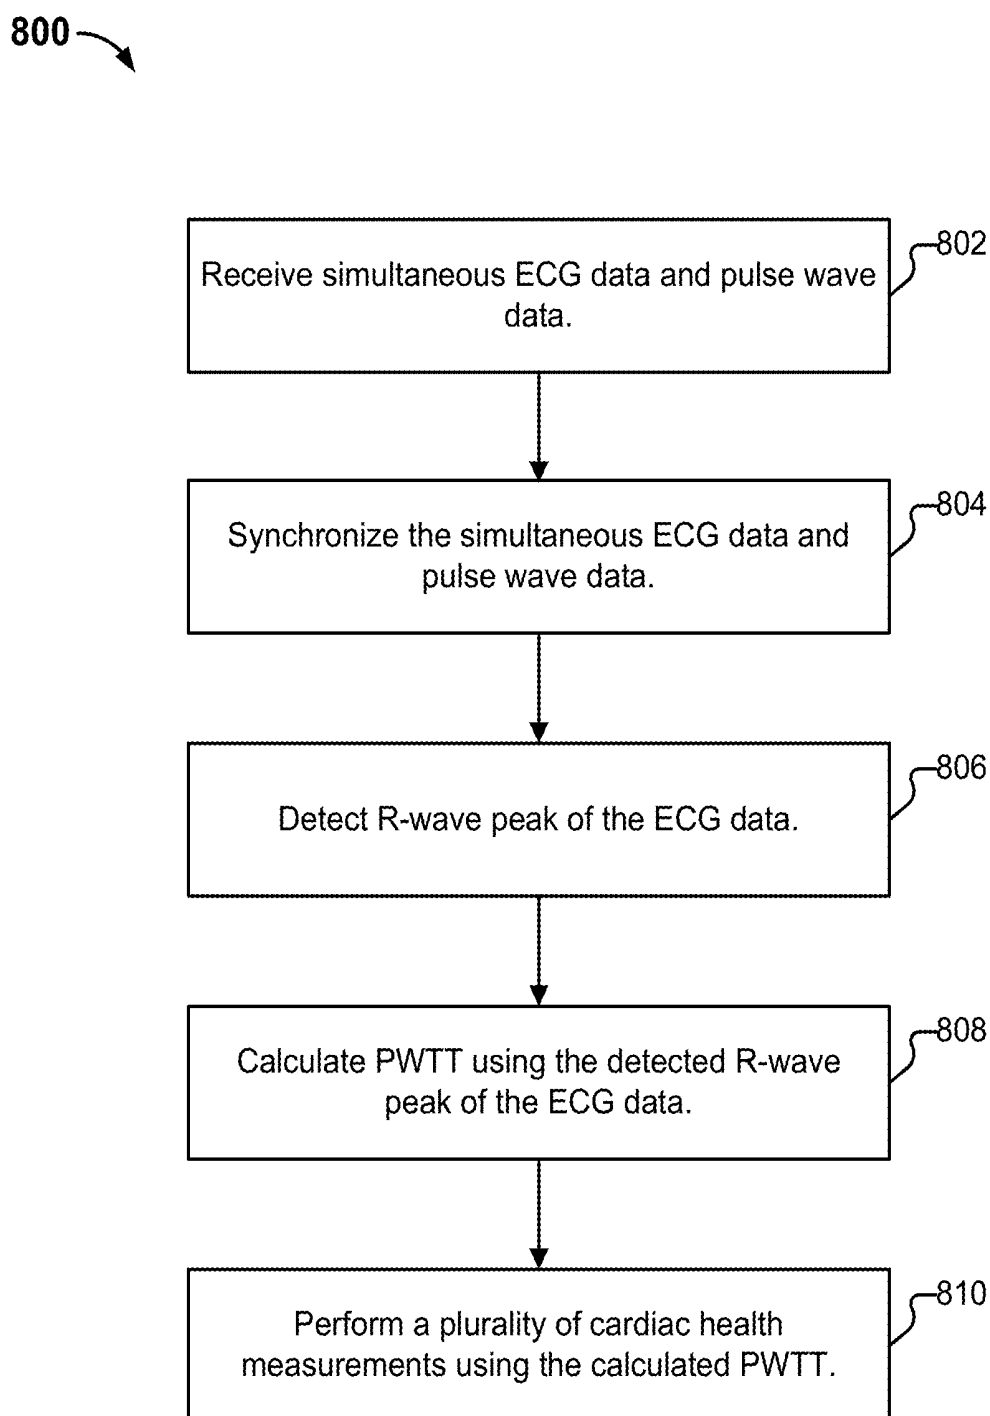 800
Receive simultaneous ECG data and pulse wave
data.
802
Synchronize the simultaneous ECG data and
pulse wave data.
804
Detect R-wave peak of the ECG data.
806
Calculate PWTT using the detected R-wave
peak of the ECG data.
808
Perform a plurality of cardiac health
measurements using the calculated PWTT.
810